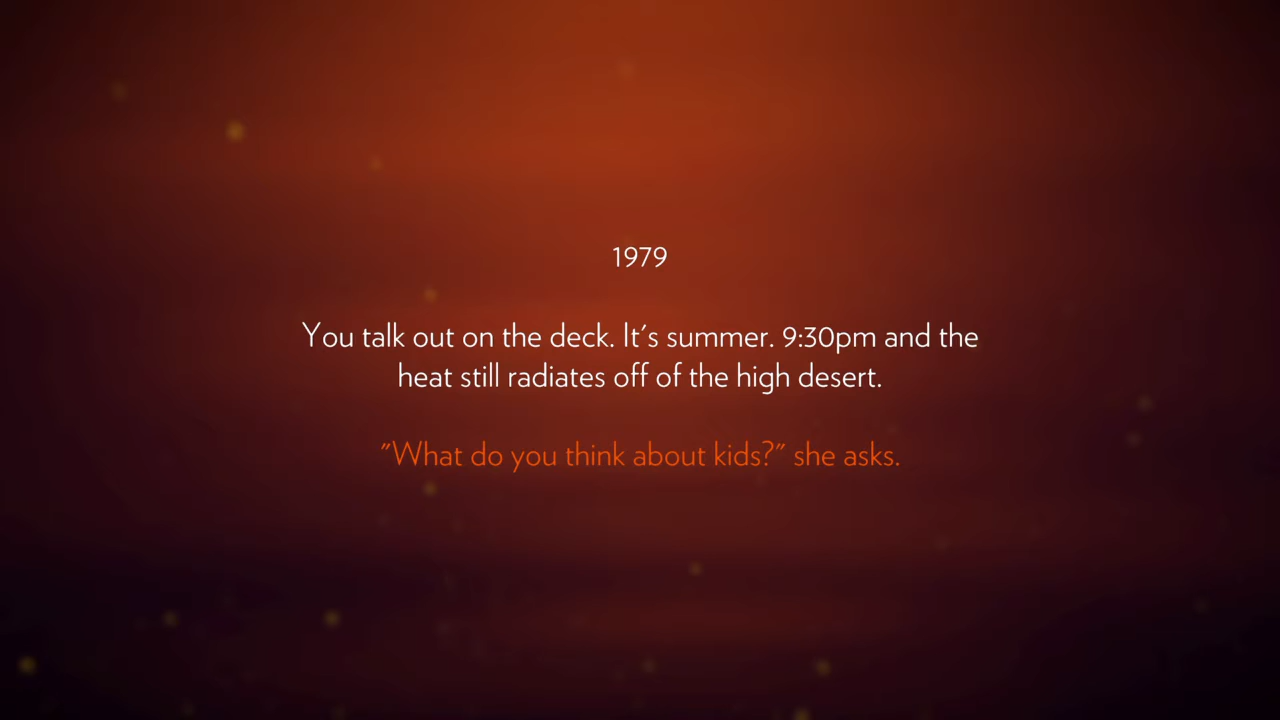 1979
You talk out on the deck. It's summer. 9:30pm and the
heat still radiates off of the high desert.
"What do you think about kids?" she asks.